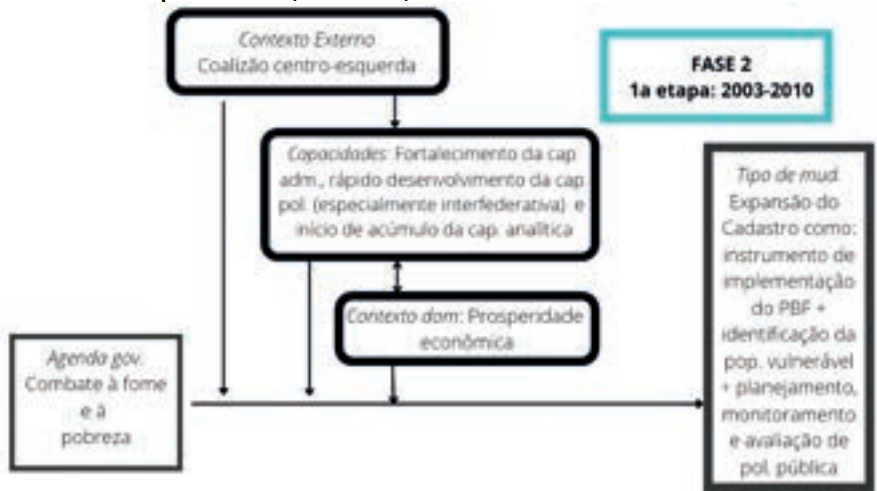 Contexto Externo
Coalizão centro-esquerda
FASE 2
1a etapa: 2003-2010
Capacidades: Fortalecimento da cap
adm., rápido desenvolvimento da cap
pol. (especialmente interfederativa) e
início de acúmulo da cap. analítica
Contexto dom: Prosperidade
econômica
Agenda gov.
Combate à fome
e à
pobreza
Tipo de mud.
Expansão do
Cadastro como:
instrumento de
implementação
do PBF +
identificação da
pop. vulnerável
+ planejamento,
monitoramento
e avaliação de
pol. pública